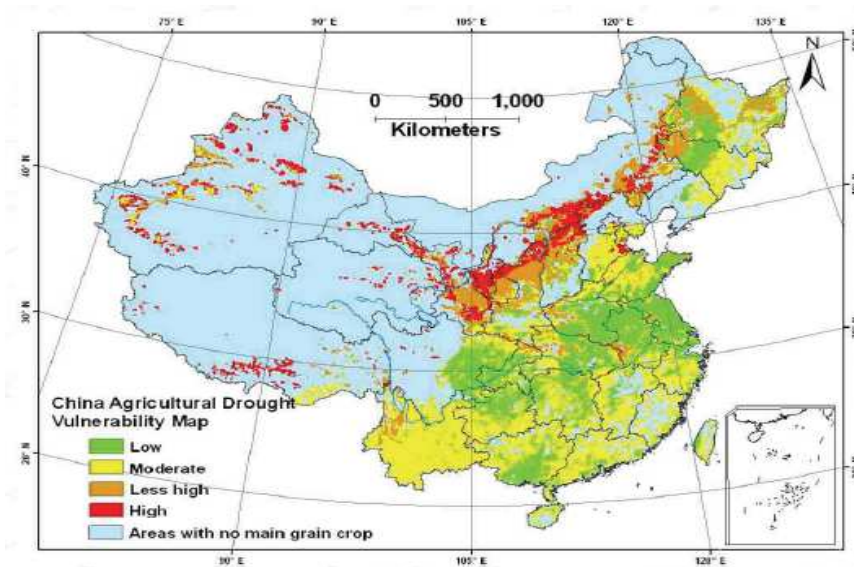 75° E 90° E 105° E 120° E 135° E
N
0 500 1,000
Kilometers
40° N
30° N
20° N
China Agricultural Drought
Vulnerability Map
Low
Moderate
Less high
High
Areas with no main grain crop
90° E 105° E 120° E